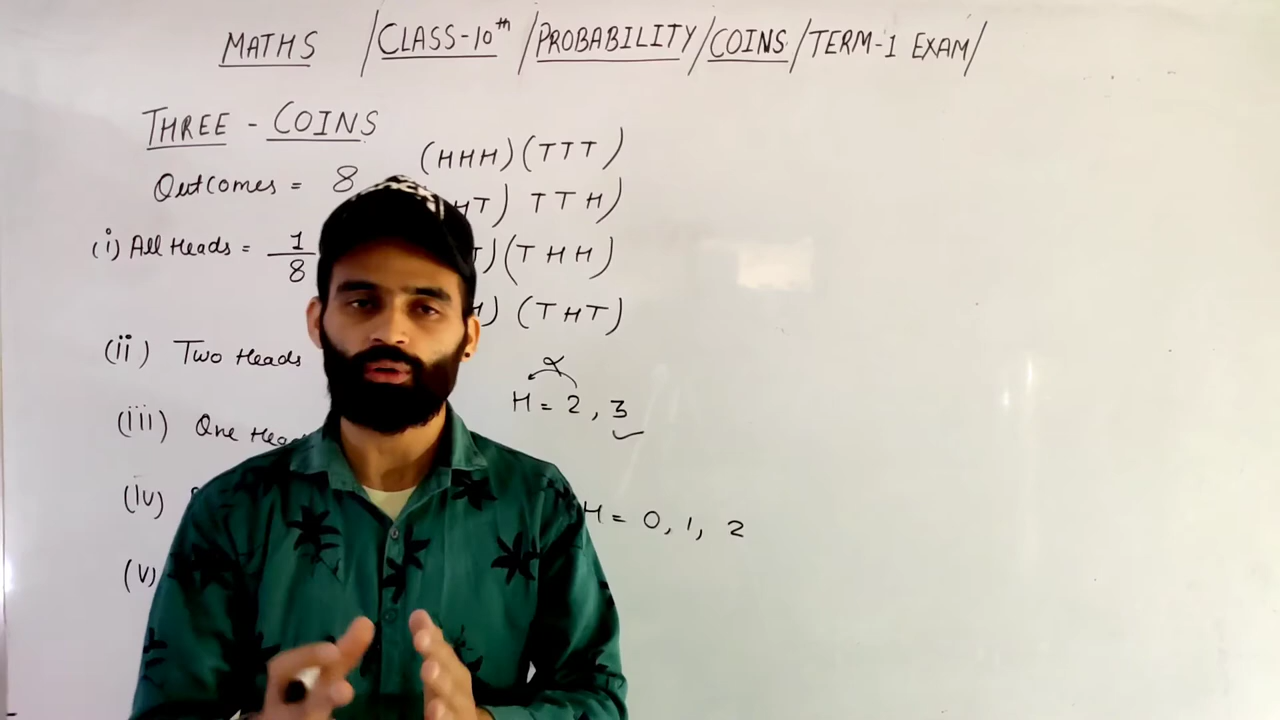 MATHS /CLASS-10th/PROBABILITY/COINS/TERM-1 EXAM/
THREE - COINS
Outcomes = 8 (HHH)(TTT)
HT) TTH)
(i) All Heads = 1/8 T)(THH)
) (THT)
(ii) Two Heads
H = 2, 3
(iii) One Head
(iv) H = 0, 1, 2
(v)